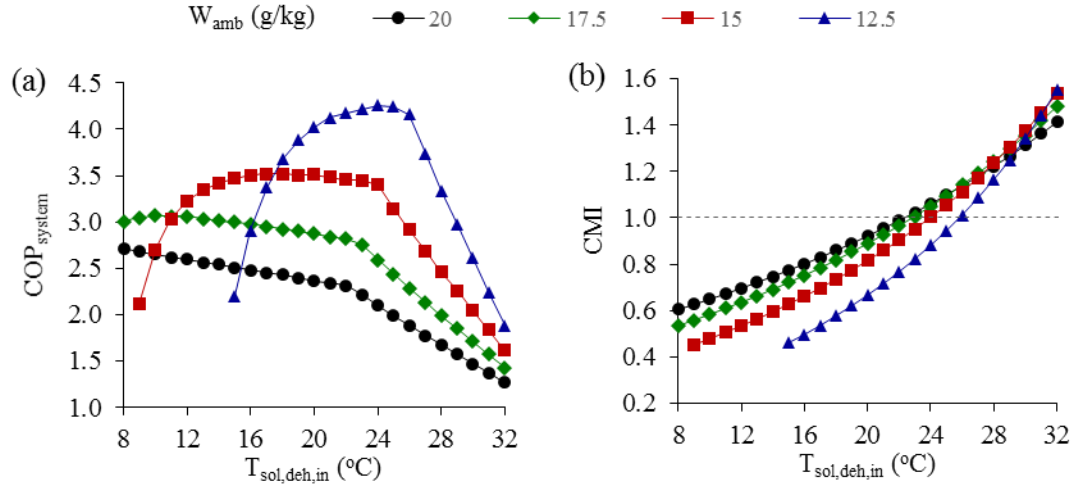 W_amb (g/kg) 20 17.5 15 12.5
(a)
4.5
4.0
3.5
3.0
2.5
2.0
1.5
1.0
COP_system
8 12 16 20 24 28 32
T_sol,deh,in (°C)
(b)
1.6
1.4
1.2
1.0
0.8
0.6
0.4
0.2
CMI
8 12 16 20 24 28 32
T_sol,deh,in (°C)